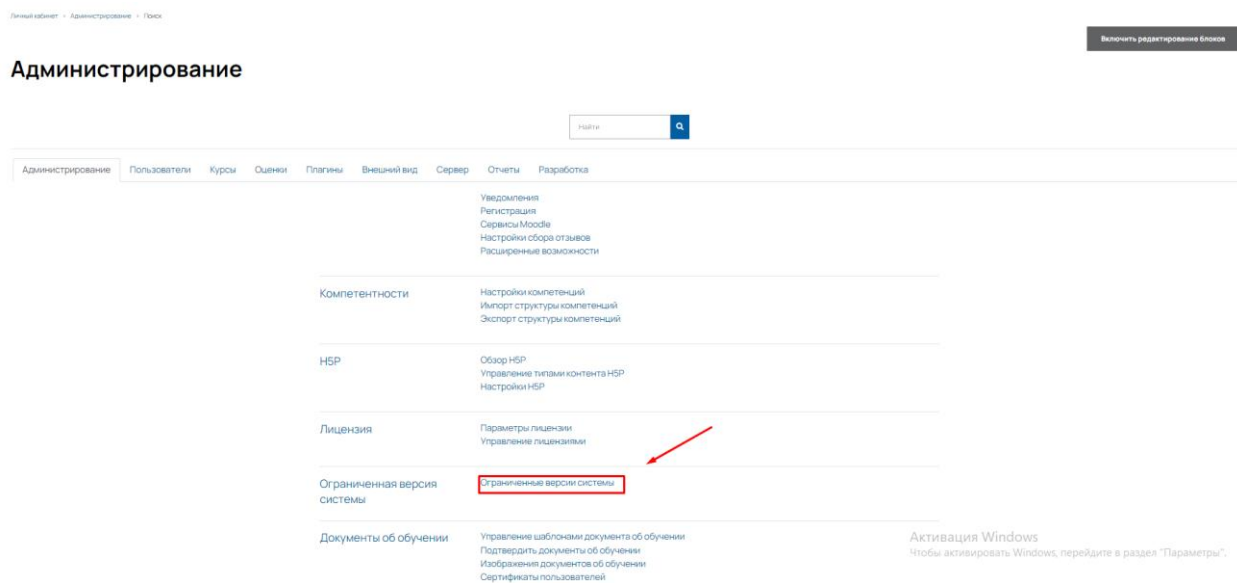 Личный кабинет > Администрирование > Поиск
Включить редактирование блоков
Администрирование
Найти
Администрирование Пользователи Курсы Оценки Плагины Внешний вид Сервер Отчеты Разработка
Уведомления
Регистрация
Сервисы Moodle
Настройки сбора отзывов
Расширенные возможности
Компетентности
Настройки компетенций
Импорт структуры компетенций
Экспорт структуры компетенций
H5P
Обзор H5P
Управление типами контента H5P
Настройки H5P
Лицензия
Параметры лицензии
Управление лицензиями
Ограниченная версия
системы
Ограниченные версии системы
Документы об обучении
Управление шаблонами документа об обучении
Подтвердить документы об обучении
Изображения документов об обучении
Сертификаты пользователей
Активация Windows
Чтобы активировать Windows, перейдите в раздел "Параметры".